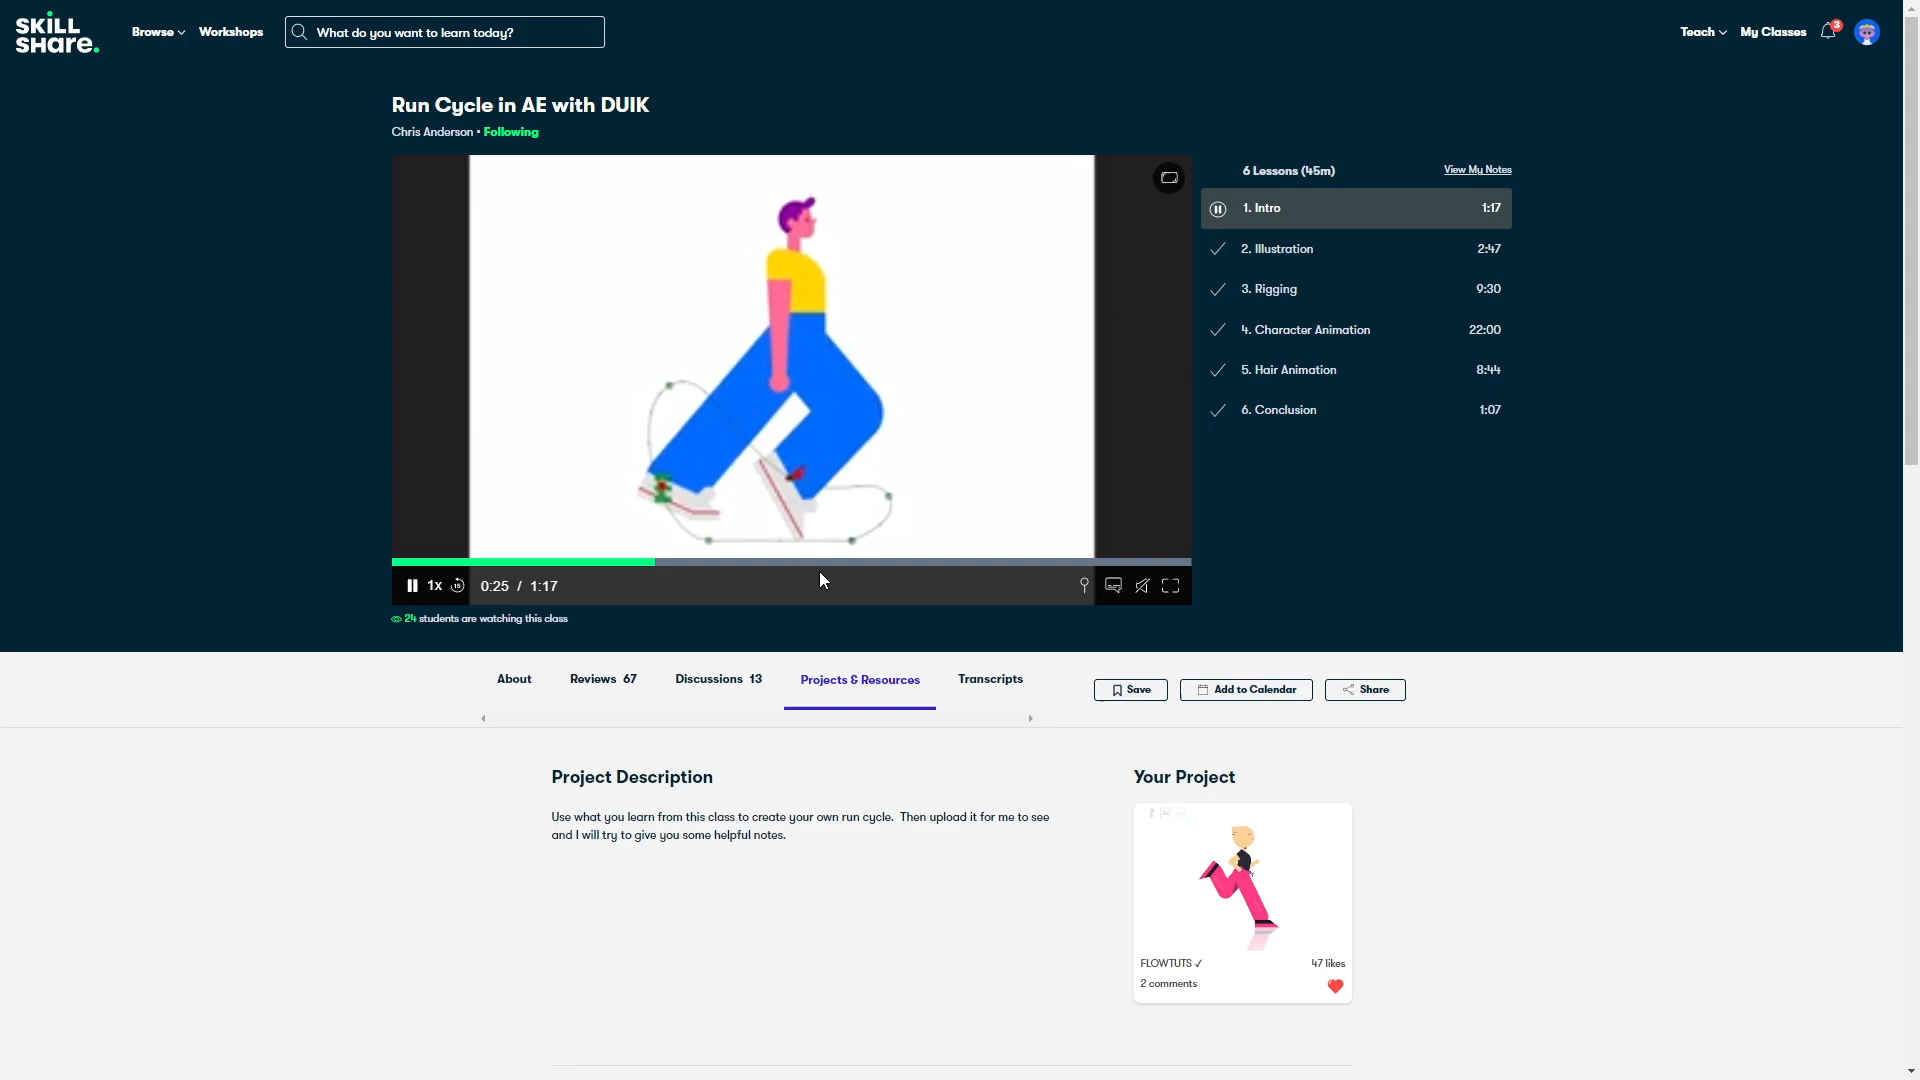 SKILL
SHare.
Browse
Workshops
What do you want to learn today?
Teach
My Classes
3
Run Cycle in AE with DUIK
Chris Anderson • Following
6 Lessons (45m)
View My Notes
1. Intro
1:17
2. Illustration
2:47
3. Rigging
9:30
4. Character Animation
22:00
5. Hair Animation
8:44
6. Conclusion
1:07
1x
15
0:25 / 1:17
24 students are watching this class
About
Reviews 67
Discussions 13
Projects & Resources
Transcripts
Save
Add to Calendar
Share
Project Description
Your Project
Use what you learn from this class to create your own run cycle. Then upload it for me to see
and I will try to give you some helpful notes.
FLOWTUTS ✓
47 likes
2 comments